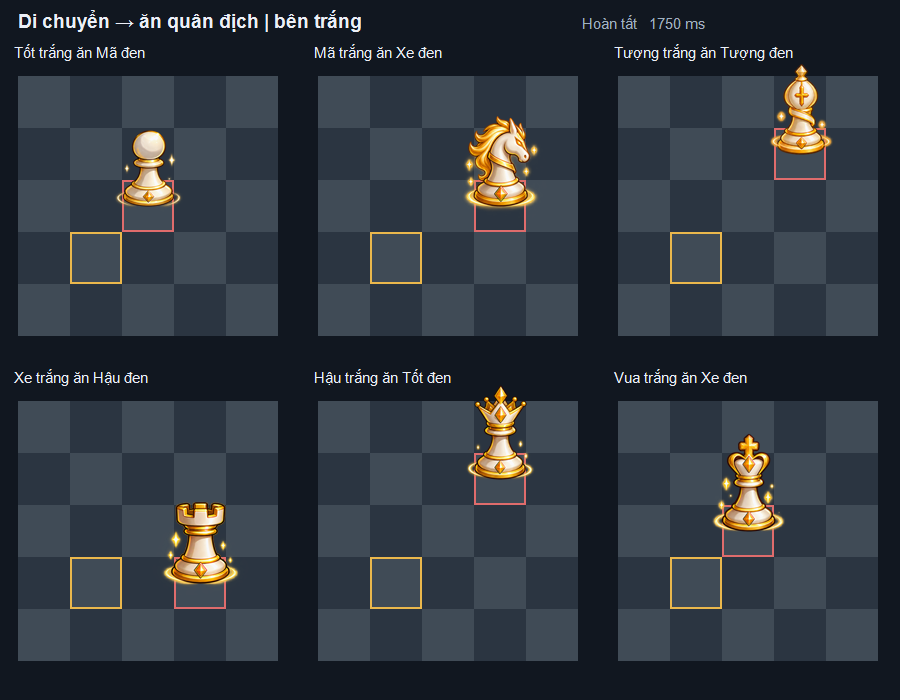 Di chuyển → ăn quân địch | bên trắng
Hoàn tất 1750 ms
Tốt trắng ăn Mã đen
Mã trắng ăn Xe đen
Tượng trắng ăn Tượng đen
Xe trắng ăn Hậu đen
Hậu trắng ăn Tốt đen
Vua trắng ăn Xe đen